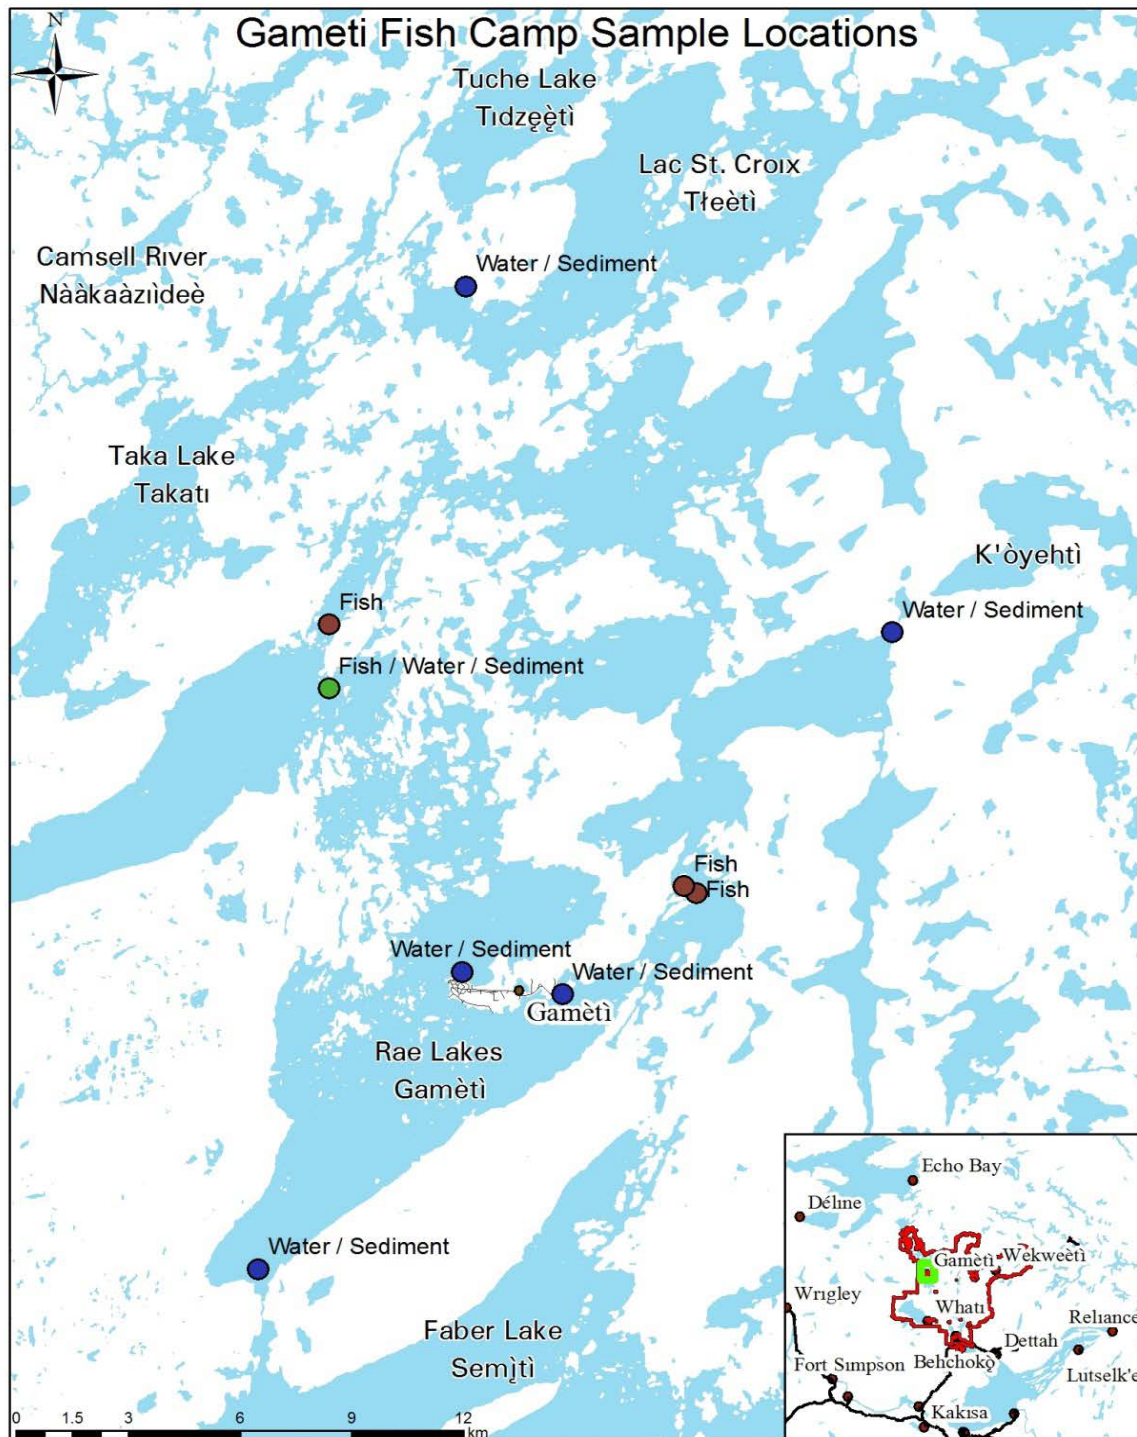 Gameti Fish Camp Sample Locations
N
Tuche Lake
Tıdzęę̀tì
Lac St. Croıx
Tłeètì
Camsell Rıver
Nààkaàzıìdeè
Water / Sediment
Taka Lake
Takatı
K'òyehtì
Fish
Water / Sediment
Fish / Water / Sediment
Fish
Fish
Water / Sediment
Water / Sediment
Gamètì
Rae Lakes
Gamètì
Water / Sediment
Faber Lake
Semı̨̀tì
0 1.5 3 6 9 12
km
Echo Bay
Délıne
Gamètì
Wekweètì
Wrıgley
Whatı
Relıance
Dettah
Behchokǫ̀
Lutselk'e
Fort Sımpson
Kakısa